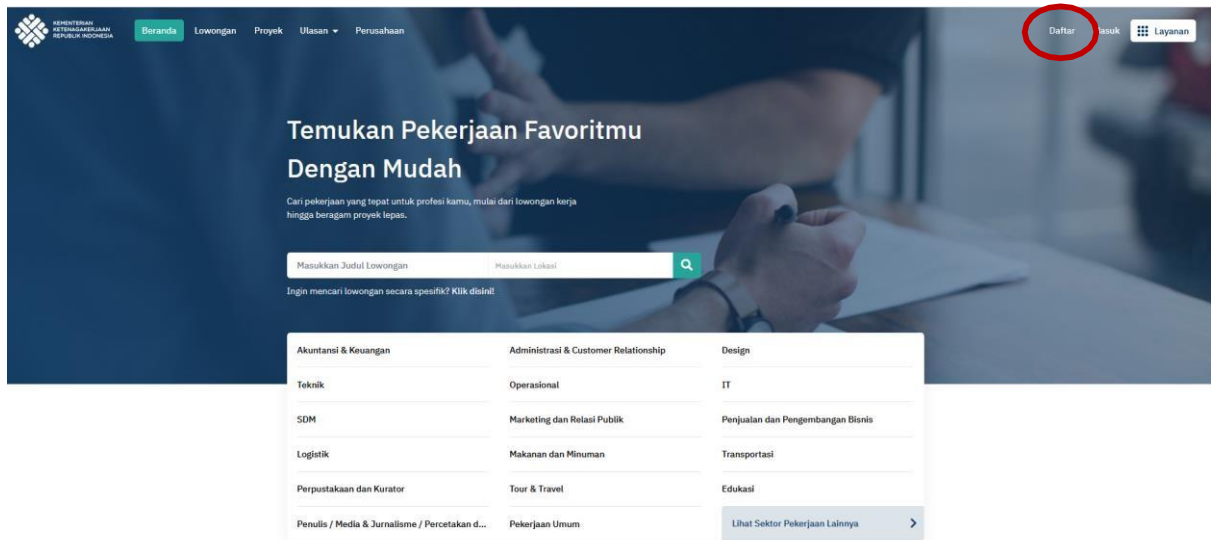 KEMENTERIAN
KETENAGAKERJAAN
REPUBLIK INDONESIA
Beranda Lowongan Proyek Ulasan Perusahaan Daftar Masuk Layanan
Temukan Pekerjaan Favoritmu
Dengan Mudah
Cari pekerjaan yang tepat untuk profesi kamu, mulai dari lowongan kerja
hingga beragam proyek lepas.
Masukkan Judul Lowongan Masukkan Lokasi
Ingin mencari lowongan secara spesifik? Klik disini!
Akuntansi & Keuangan Administrasi & Customer Relationship Design
Teknik Operasional IT
SDM Marketing dan Relasi Publik Penjualan dan Pengembangan Bisnis
Logistik Makanan dan Minuman Transportasi
Perpustakaan dan Kurator Tour & Travel Edukasi
Penulis / Media & Jurnalisme / Percetakan d... Pekerjaan Umum Lihat Sektor Pekerjaan Lainnya